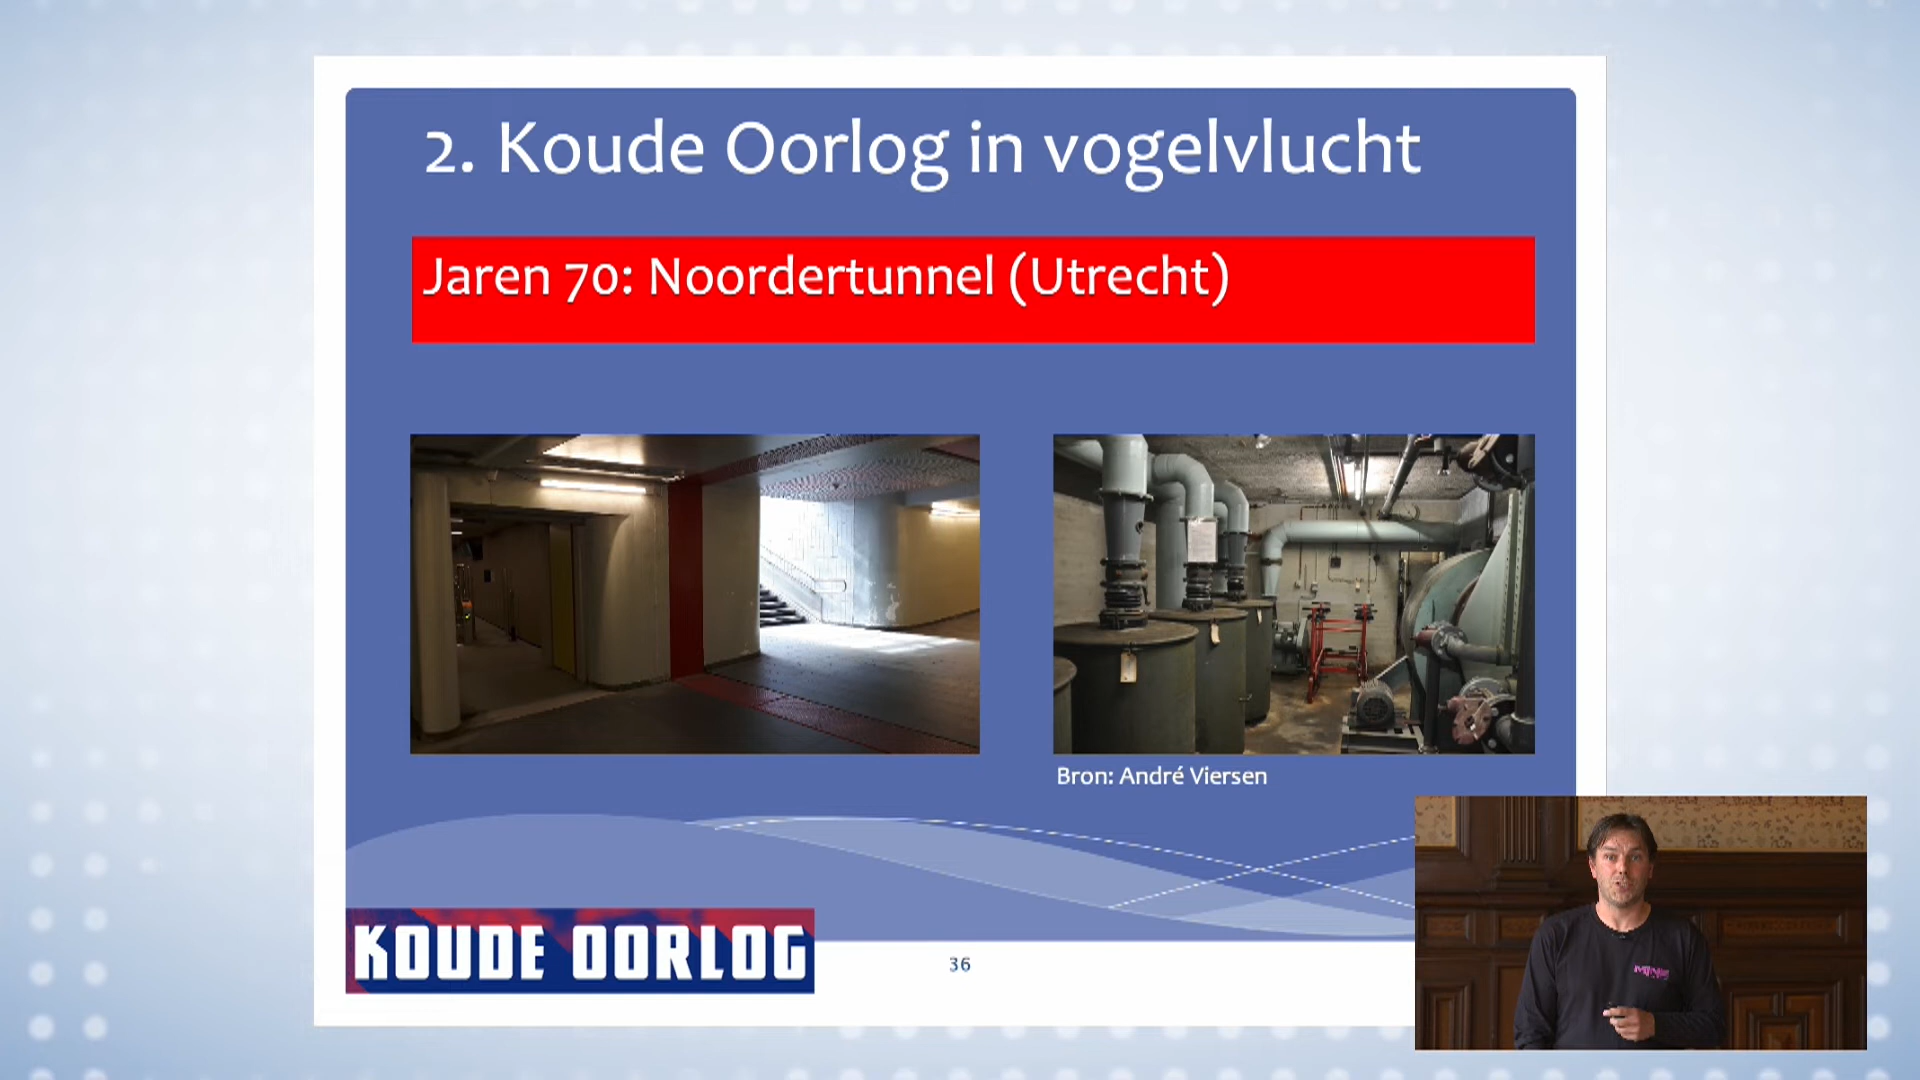 2. Koude Oorlog in vogelvlucht
Jaren 70: Noordertunnel (Utrecht)
Bron: André Viersen
KOUDE OORLOG
36